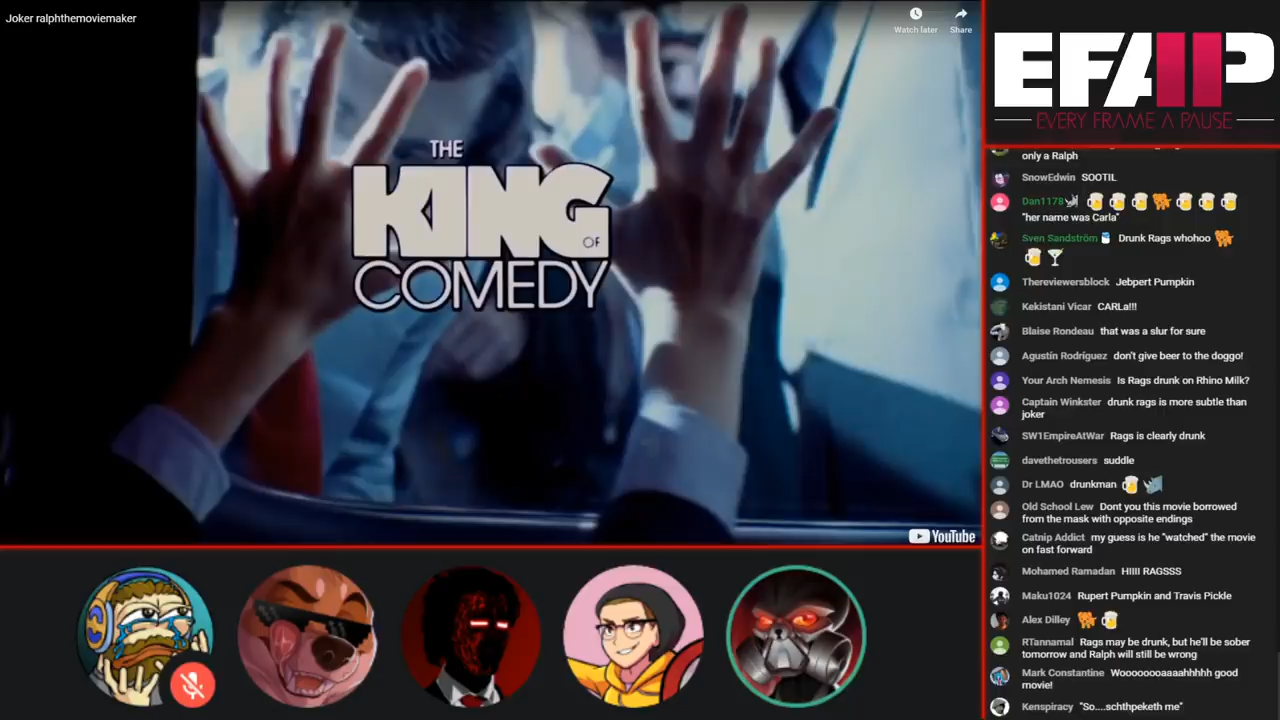 Joker ralphthemoviemaker
Watch later
Share
THE
KING
OF
COMEDY
YouTube
EFAP
EVERY FRAME A PAUSE
only a Ralph
SnowEdwin SOOTIL
Dan1178
"her name was Carla"
Sven Sandström Drunk Rags whohoo
Thereviewersblock Jebpert Pumpkin
Kekistani Vicar CARLa!!!
Blaise Rondeau that was a slur for sure
Agustín Rodríguez don't give beer to the doggo!
Your Arch Nemesis Is Rags drunk on Rhino Milk?
Captain Winkster drunk rags is more subtle than
joker
SW1EmpireAtWar Rags is clearly drunk
davethetrousers suddle
Dr LMAO drunkman
Old School Lew Dont you this movie borrowed
from the mask with opposite endings
Catnip Addict my guess is he "watched" the movie
on fast forward
Mohamed Ramadan HIIII RAGSSS
Maku1024 Rupert Pumpkin and Travis Pickle
Alex Dilley
RTannamal Rags may be drunk, but he'll be sober
tomorrow and Ralph will still be wrong
Mark Constantine Woooooooaaaahhhhh good
movie!
Kenspiracy "So....schthpeketh me"